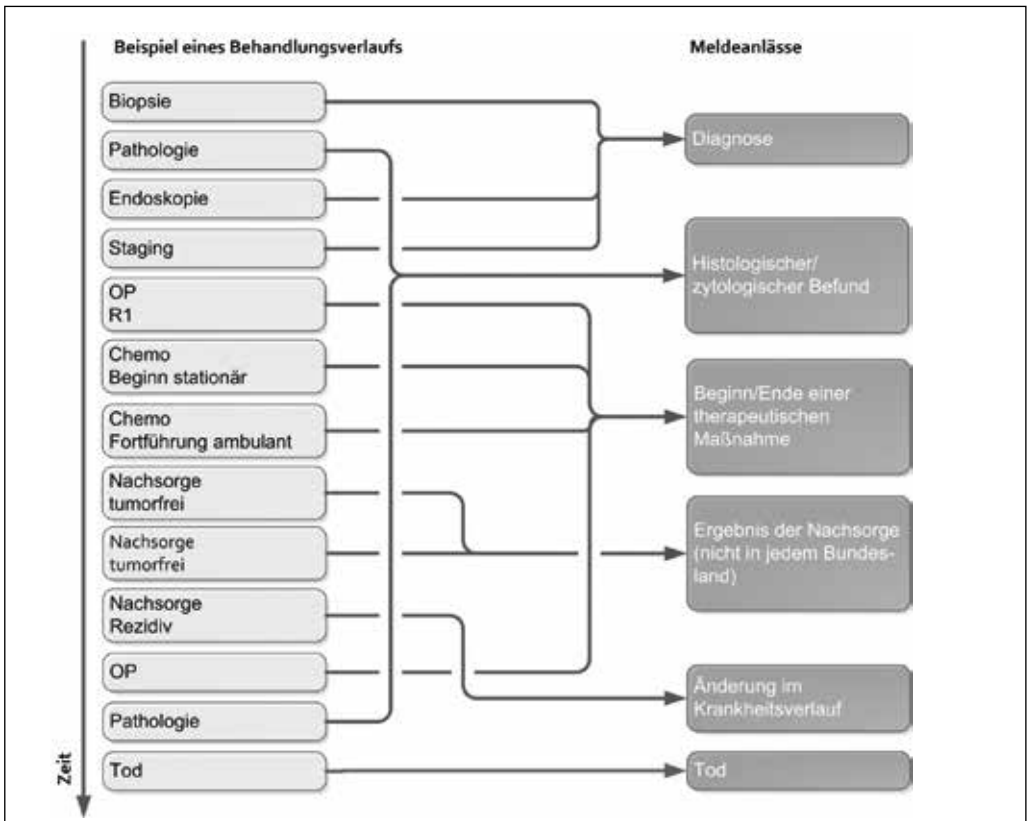 Beispiel eines Behandlungsverlaufs
Meldeanlässe
Biopsie
Pathologie
Endoskopie
Staging
OP
R1
Chemo
Beginn stationär
Chemo
Fortführung ambulant
Nachsorge
tumorfrei
Nachsorge
tumorfrei
Nachsorge
Rezidiv
OP
Pathologie
Tod
Diagnose
Histologischer/
zytologischer Befund
Beginn/Ende einer
therapeutischen
Maßnahme
Ergebnis der Nachsorge
(nicht in jedem Bundes-
land)
Änderung im
Krankheitsverlauf
Tod
Zeit